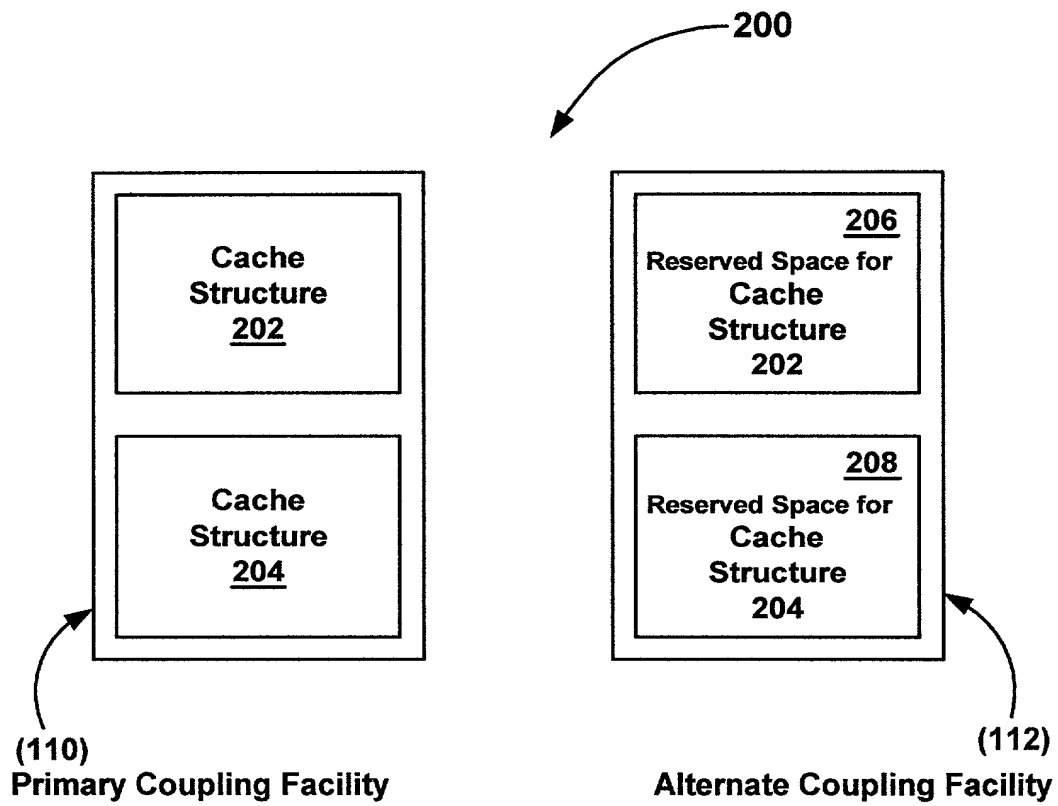 200
Cache
Structure
202
Cache
Structure
204
206
Reserved Space for
Cache
Structure
202
208
Reserved Space for
Cache
Structure
204
(110)
Primary Coupling Facility
(112)
Alternate Coupling Facility